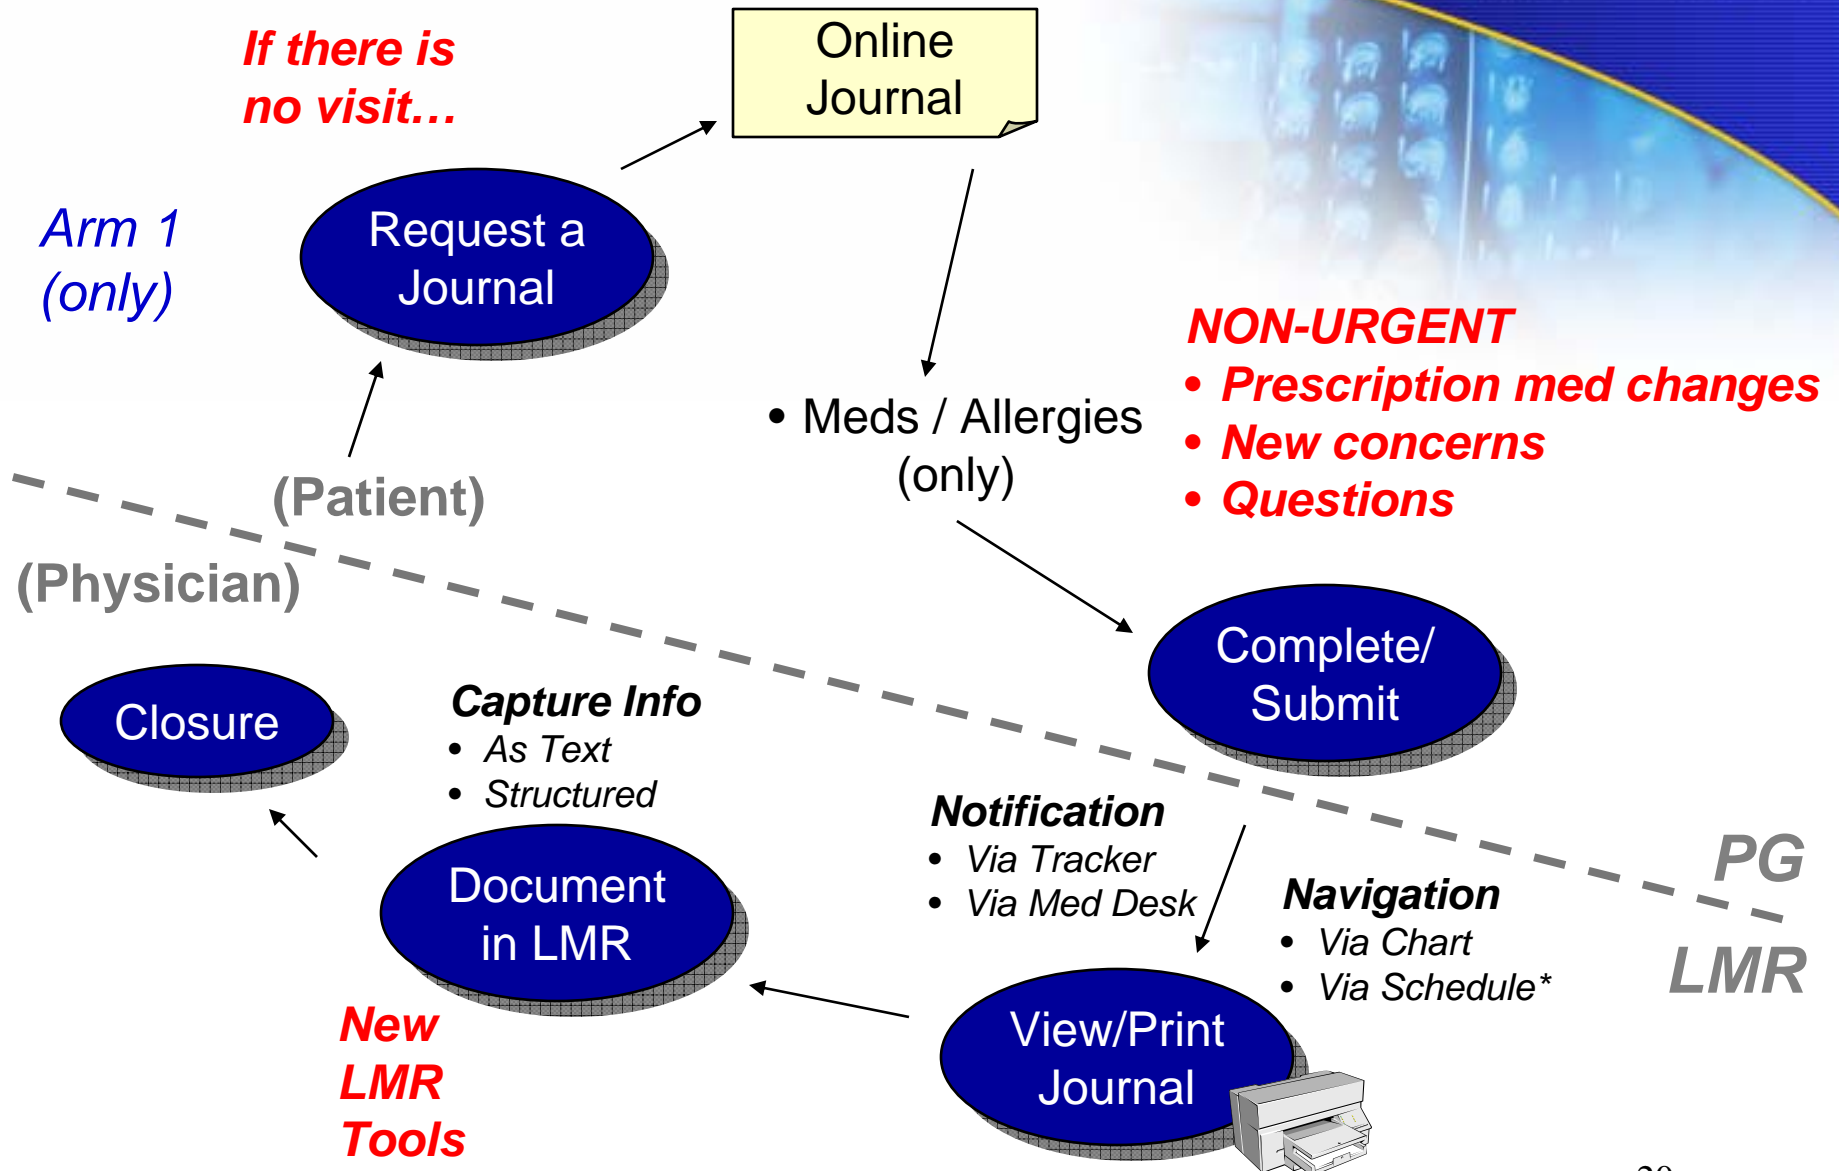 If there is
no visit…
Online
Journal
Arm 1
(only)
Request a
Journal
NON-URGENT
• Prescription med changes
• New concerns
• Questions
• Meds / Allergies
(only)
(Patient)
(Physician)
Complete/
Submit
Closure
Capture Info
• As Text
• Structured
Notification
• Via Tracker
• Via Med Desk
PG
LMR
Navigation
• Via Chart
• Via Schedule*
Document
in LMR
View/Print
Journal
New
LMR
Tools